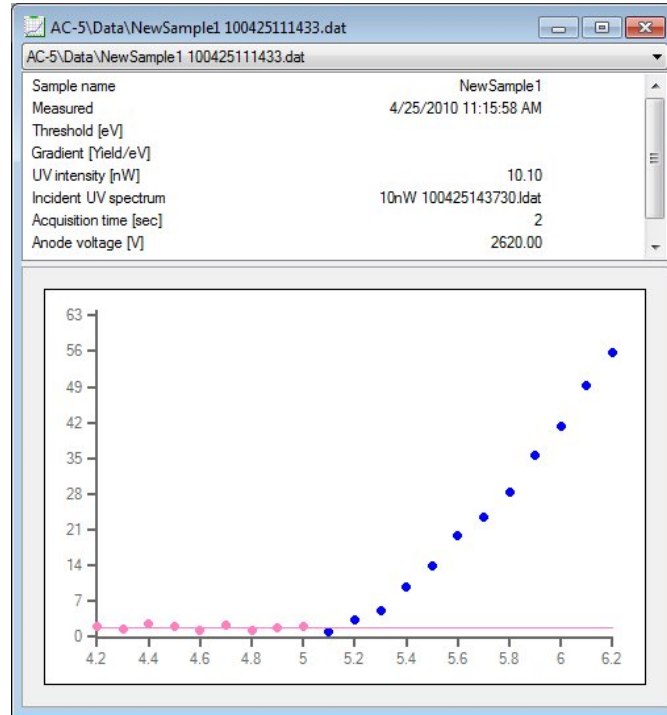 AC-5\Data\NewSample1 100425111433.dat
AC-5\Data\NewSample1 100425111433.dat
Sample name NewSample1
Measured 4/25/2010 11:15:58 AM
Threshold [eV]
Gradient [Yield/eV]
UV intensity [nW] 10.10
Incident UV spectrum 10nW 100425143730.ldat
Acquisition time [sec] 2
Anode voltage [V] 2620.00
63
56
49
42
35
28
21
14
7
0
4.2 4.4 4.6 4.8 5 5.2 5.4 5.6 5.8 6 6.2